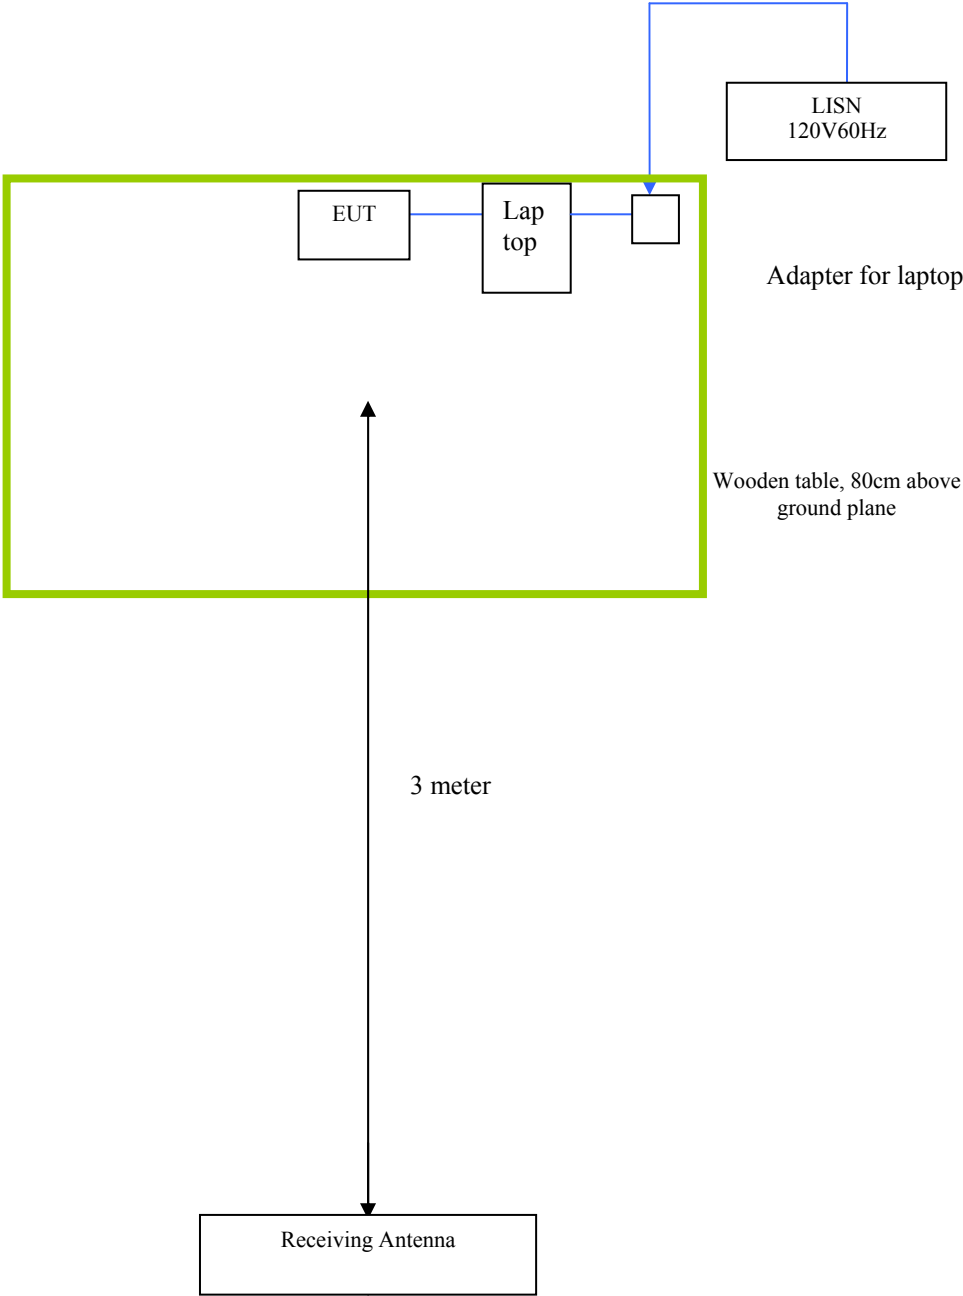 LISN
120V60Hz
EUT
Lap
top
Adapter for laptop
Wooden table, 80cm above
ground plane
3 meter
Receiving Antenna